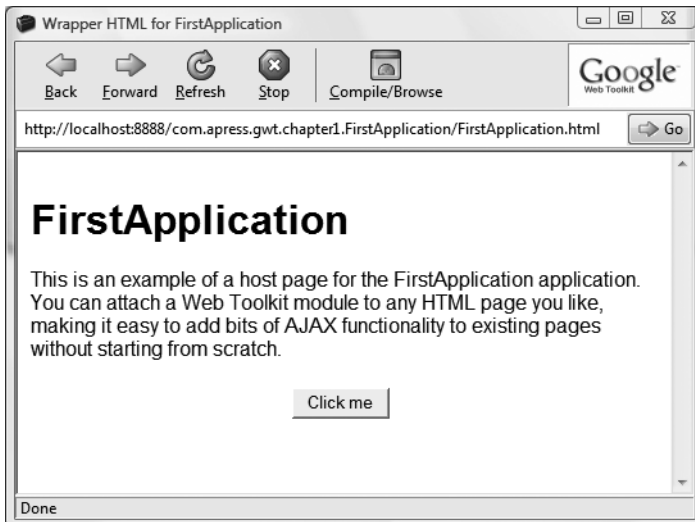 Wrapper HTML for FirstApplication
Back Forward Refresh Stop Compile/Browse
Google
Web Toolkit
http://localhost:8888/com.apress.gwt.chapter1.FirstApplication/FirstApplication.html Go
FirstApplication
This is an example of a host page for the FirstApplication application.
You can attach a Web Toolkit module to any HTML page you like,
making it easy to add bits of AJAX functionality to existing pages
without starting from scratch.
Click me
Done